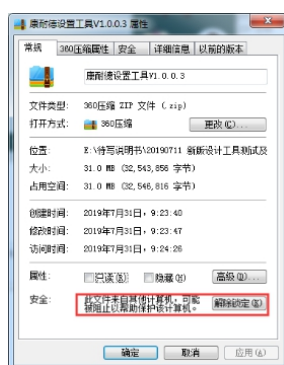 康耐德设置工具V1.0.0.3 属性
常规 360压缩属性 安全 详细信息 以前的版本
康耐德设置工具V1.0.0.3
文件类型: 360压缩 ZIP 文件 (.zip)
打开方式: 360压缩 更改(C)...
位置: E:\待写说明书\20190711 新版设计工具测试及
大小: 31.0 MB (32,543,856 字节)
占用空间: 31.0 MB (32,546,816 字节)
创建时间: 2019年7月31日，9:23:40
修改时间: 2019年7月31日，9:23:47
访问时间: 2019年7月31日，9:24:26
属性: 只读(R) 隐藏(H) 高级(D)...
安全: 此文件来自其他计算机，可能
被阻止以帮助保护该计算机。 解除锁定(K)
确定 取消 应用(A)